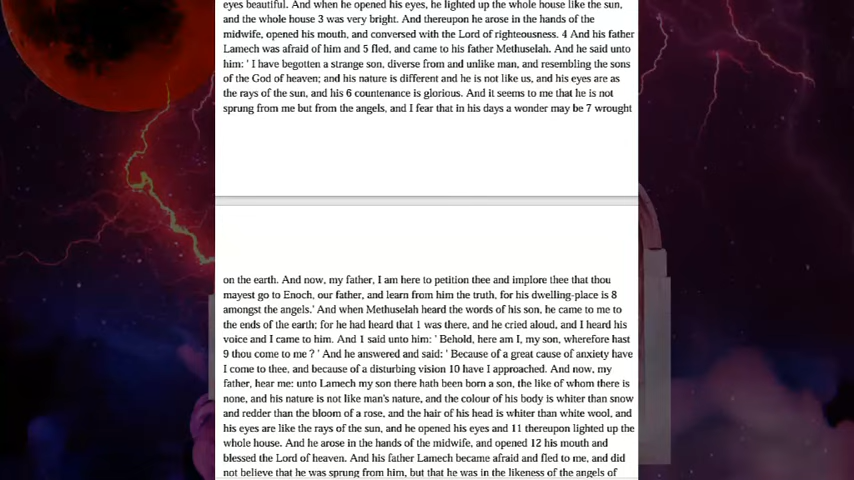 eyes beautiful. And when he opened his eyes, he lighted up the whole house like the sun,
and the whole house 3 was very bright. And thereupon he arose in the hands of the
midwife, opened his mouth, and conversed with the Lord of righteousness. 4 And his father
Lamech was afraid of him and 5 fled, and came to his father Methuselah. And he said unto
him: ' I have begotten a strange son, diverse from and unlike man, and resembling the sons
of the God of heaven; and his nature is different and he is not like us, and his eyes are as
the rays of the sun, and his 6 countenance is glorious. And it seems to me that he is not
sprung from me but from the angels, and I fear that in his days a wonder may be 7 wrought
on the earth. And now, my father, I am here to petition thee and implore thee that thou
mayest go to Enoch, our father, and learn from him the truth, for his dwelling-place is 8
amongst the angels.' And when Methuselah heard the words of his son, he came to me to
the ends of the earth; for he had heard that 1 was there, and he cried aloud, and I heard his
voice and I came to him. And 1 said unto him: ' Behold, here am I, my son, wherefore hast
9 thou come to me ? ' And he answered and said: ' Because of a great cause of anxiety have
I come to thee, and because of a disturbing vision 10 have I approached. And now, my
father, hear me: unto Lamech my son there hath been born a son, the like of whom there is
none, and his nature is not like man's nature, and the colour of his body is whiter than snow
and redder than the bloom of a rose, and the hair of his head is whiter than white wool, and
his eyes are like the rays of the sun, and he opened his eyes and 11 thereupon lighted up the
whole house. And he arose in the hands of the midwife, and opened 12 his mouth and
blessed the Lord of heaven. And his father Lamech became afraid and fled to me, and did
not believe that he was sprung from him, but that he was in the likeness of the angels of